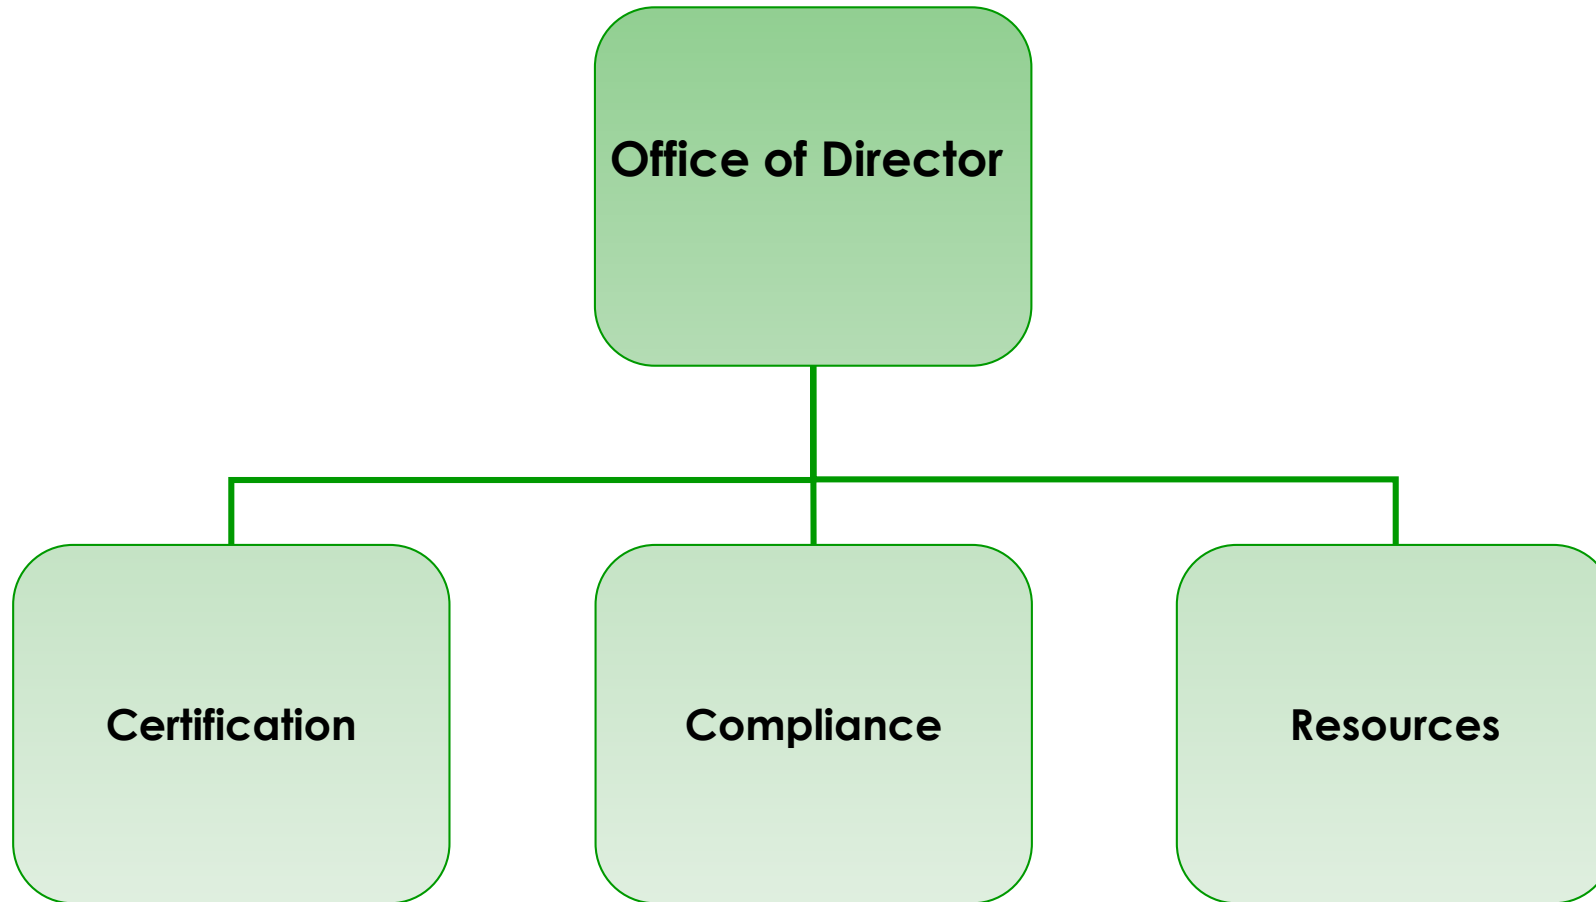 Office of Director
Certification
Compliance
Resources